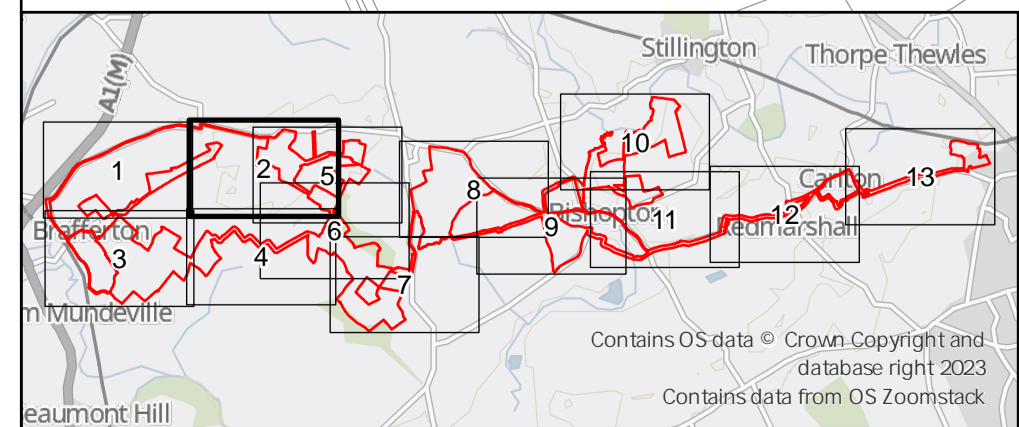 Stillington
Thorpe Thewles
A1(M)
10
1
2
5
8
13
Carlton
Bishopton
11
12
Redmarshall
Brafferton
6
9
3
4
7
m Mundeville
Contains OS data © Crown Copyright and
database right 2023
Contains data from OS Zoomstack
eaumont Hill